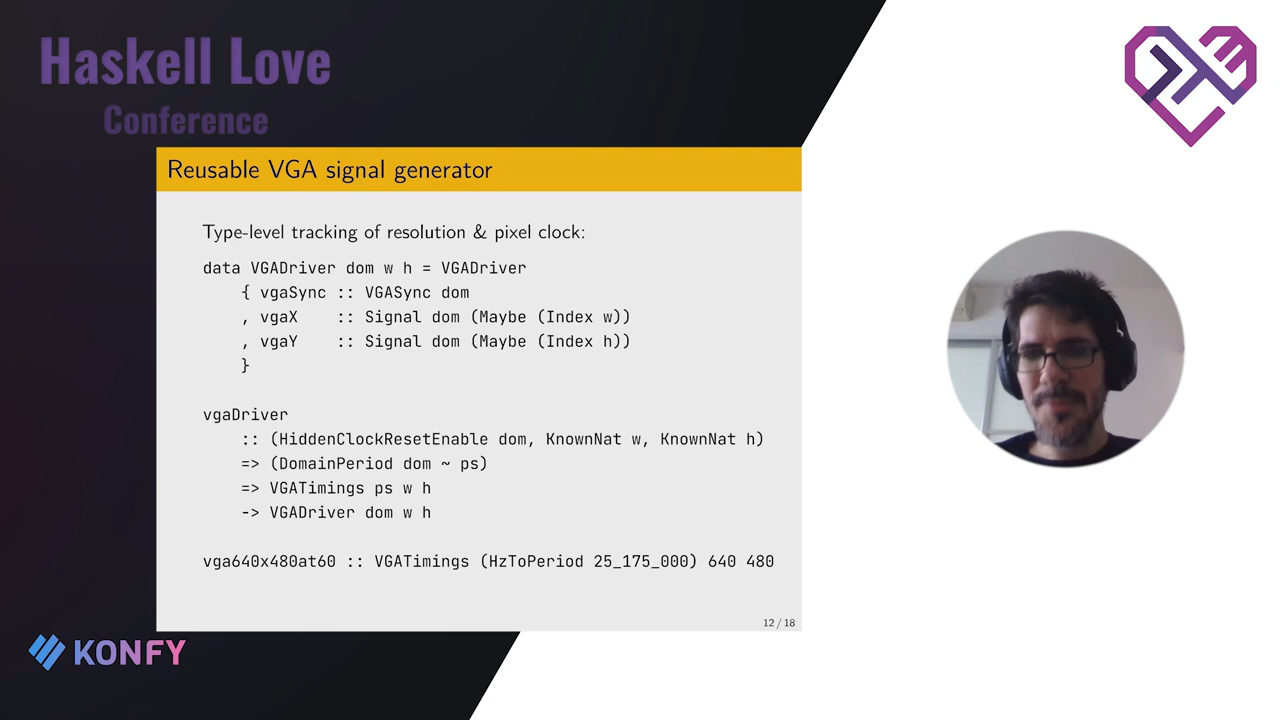 Haskell Love
Conference
Reusable VGA signal generator
Type-level tracking of resolution & pixel clock:
data VGADriver dom w h = VGADriver
    { vgaSync :: VGASync dom
    , vgaX    :: Signal dom (Maybe (Index w))
    , vgaY    :: Signal dom (Maybe (Index h))
    }
vgaDriver
    :: (HiddenClockResetEnable dom, KnownNat w, KnownNat h)
    => (DomainPeriod dom ~ ps)
    => VGATimings ps w h
    -> VGADriver dom w h
vga640x480at60 :: VGATimings (HzToPeriod 25_175_000) 640 480
12 / 18
KONFY